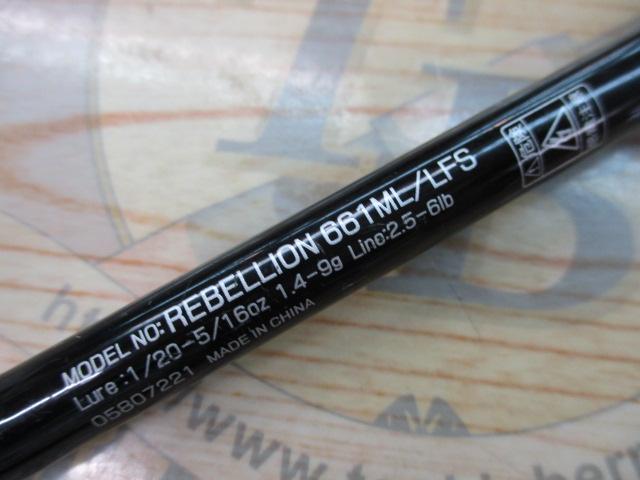 MODEL NO: REBELLION 661ML/LFS
Lure:1/20-5/16oz 1.4-9g Line:2.5-6lb
05807221 MADE IN CHINA